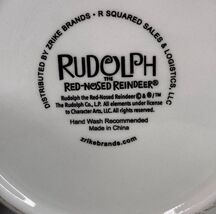 DISTRIBUTED BY ZRIKE BRANDS • R SQUARED SALES & LOGISTICS, LLC
RUDOLPH
THE
RED-NOSED REINDEER®
Rudolph the Red-Nosed Reindeer © & ®/™
The Rudolph Co., L.P. All elements under license
to Character Arts, LLC. All rights reserved.
Hand Wash Recommended
Made in China
zrikebrands.com